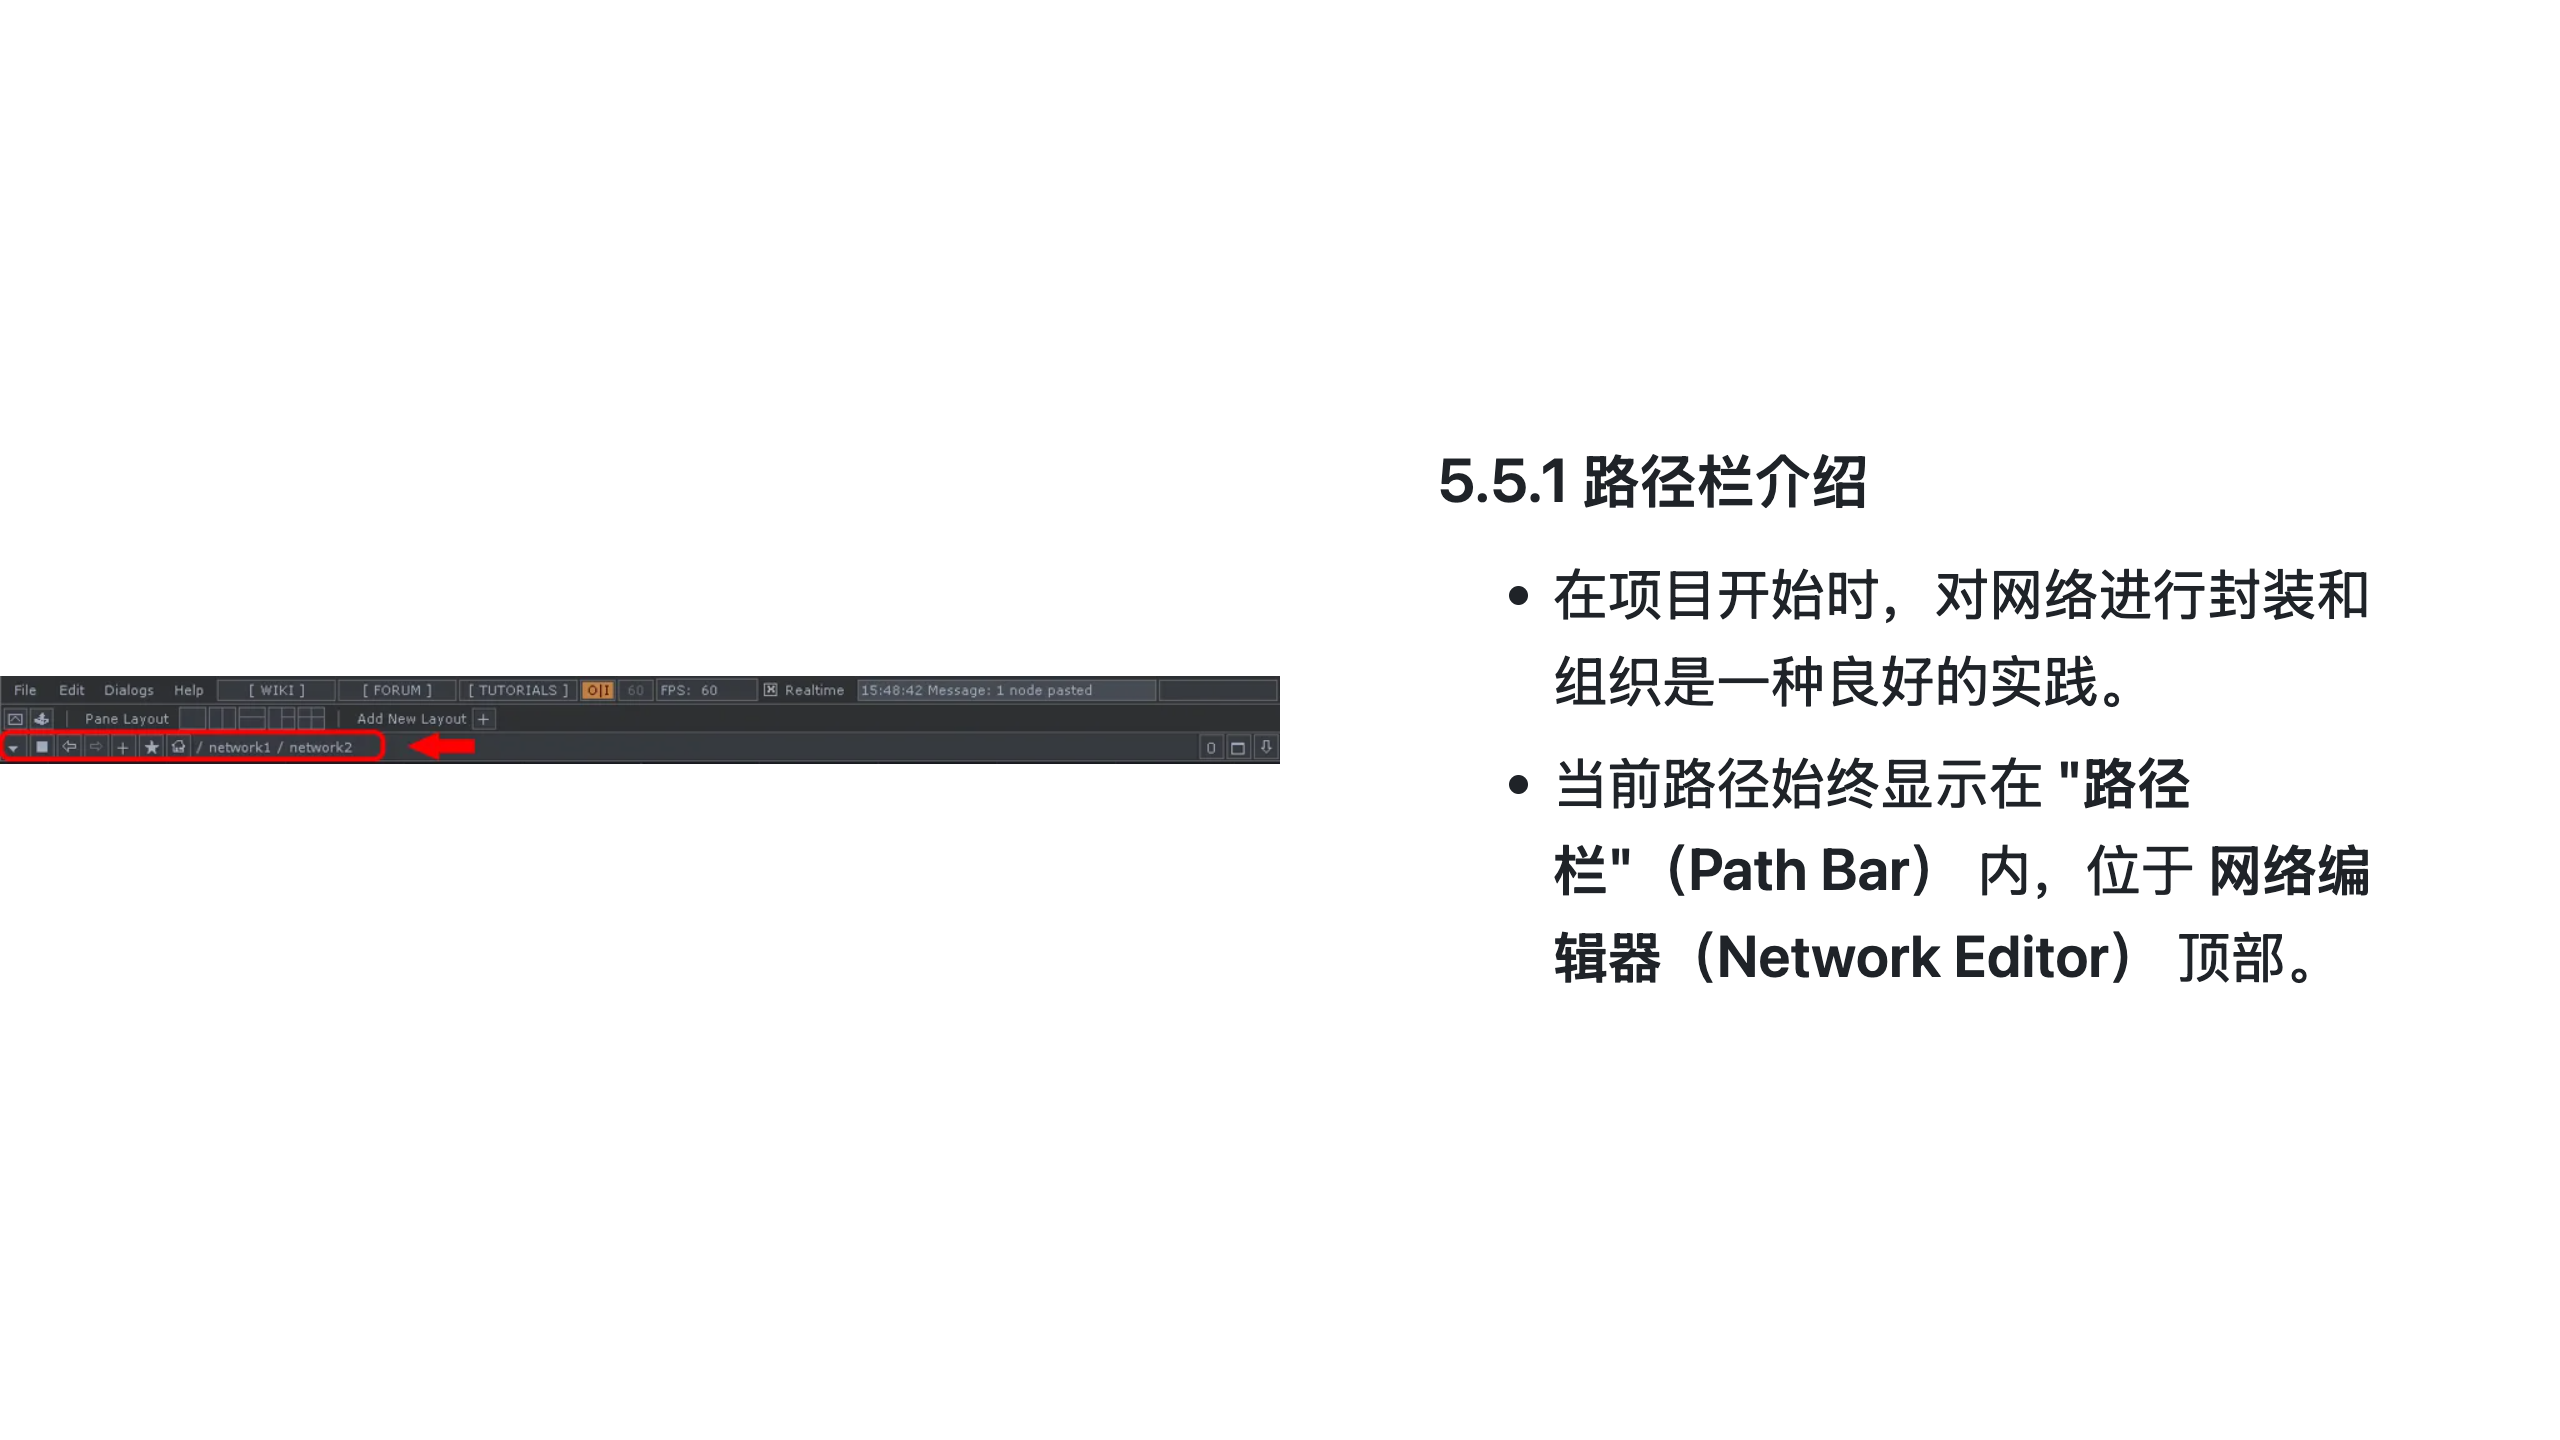 File Edit Dialogs Help [ WIKI ] [ FORUM ] [ TUTORIALS ] O|I 60 FPS: 60 Realtime 15:48:42 Message: 1 node pasted
Pane Layout Add New Layout +
+ / network1 / network2 0
5.5.1 路径栏介绍
• 在项目开始时，对网络进行封装和
组织是一种良好的实践。
• 当前路径始终显示在 "路径
栏"（Path Bar） 内，位于 网络编
辑器（Network Editor） 顶部。